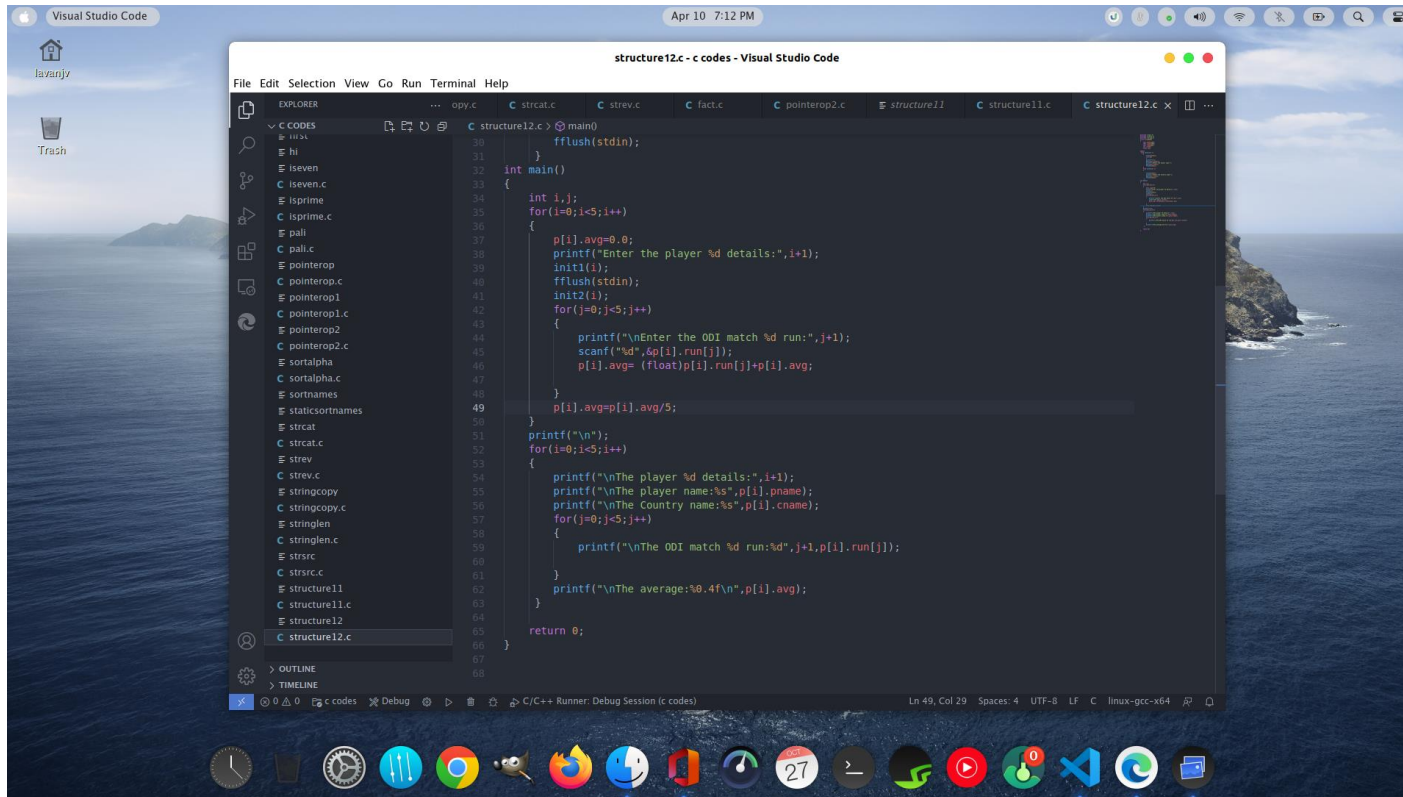 Visual Studio Code
Apr 10 7:12 PM
lavanjv
Trash
structure12.c - c codes - Visual Studio Code
File Edit Selection View Go Run Terminal Help
EXPLORER
C CODES
hi
iseven
iseven.c
isprime
isprime.c
pali
pali.c
pointerop
pointerop.c
pointerop1
pointerop1.c
pointerop2
pointerop2.c
sortalpha
sortalpha.c
sortnames
staticsortnames
strcat
strcat.c
strev
strev.c
stringcopy
stringcopy.c
stringlen
stringlen.c
strsrc
strsrc.c
structure11
structure11.c
structure12
structure12.c
OUTLINE
TIMELINE
opy.c C strcat.c C strev.c C fact.c C pointerop2.c structure11 C structure11.c C structure12.c
C structure12.c > main()
30 fflush(stdin);
31 }
32 int main()
33 {
34 int i,j;
35 for(i=0;i<5;i++)
36 {
37 p[i].avg=0.0;
38 printf("Enter the player %d details:",i+1);
39 init1(i);
40 fflush(stdin);
41 init2(i);
42 for(j=0;j<5;j++)
43 {
44 printf("\nEnter the ODI match %d run:",j+1);
45 scanf("%d",&p[i].run[j]);
46 p[i].avg= (float)p[i].run[j]+p[i].avg;
47
48 }
49 p[i].avg=p[i].avg/5;
50 }
51 printf("\n");
52 for(i=0;i<5;i++)
53 {
54 printf("\nThe player %d details:",i+1);
55 printf("\nThe player name:%s",p[i].pname);
56 printf("\nThe Country name:%s",p[i].cname);
57 for(j=0;j<5;j++)
58 {
59 printf("\nThe ODI match %d run:%d",j+1,p[i].run[j]);
60
61 }
62 printf("\nThe average:%0.4f\n",p[i].avg);
63 }
64
65 return 0;
66 }
67
68
0 0 c codes Debug C/C++ Runner: Debug Session (c codes) Ln 49, Col 29 Spaces: 4 UTF-8 LF C linux-gcc-x64
OCT
27
0